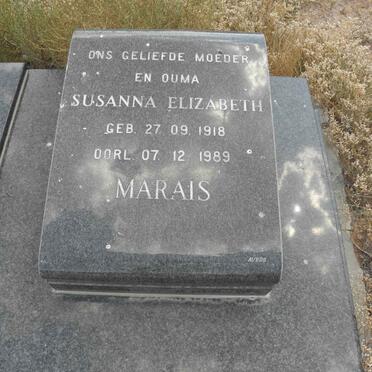 ONS GELIEFDE MOEDER
EN OUMA
SUSANNA ELIZABETH
GEB. 27. 09. 1918
OORL. 07. 12. 1989
MARAIS